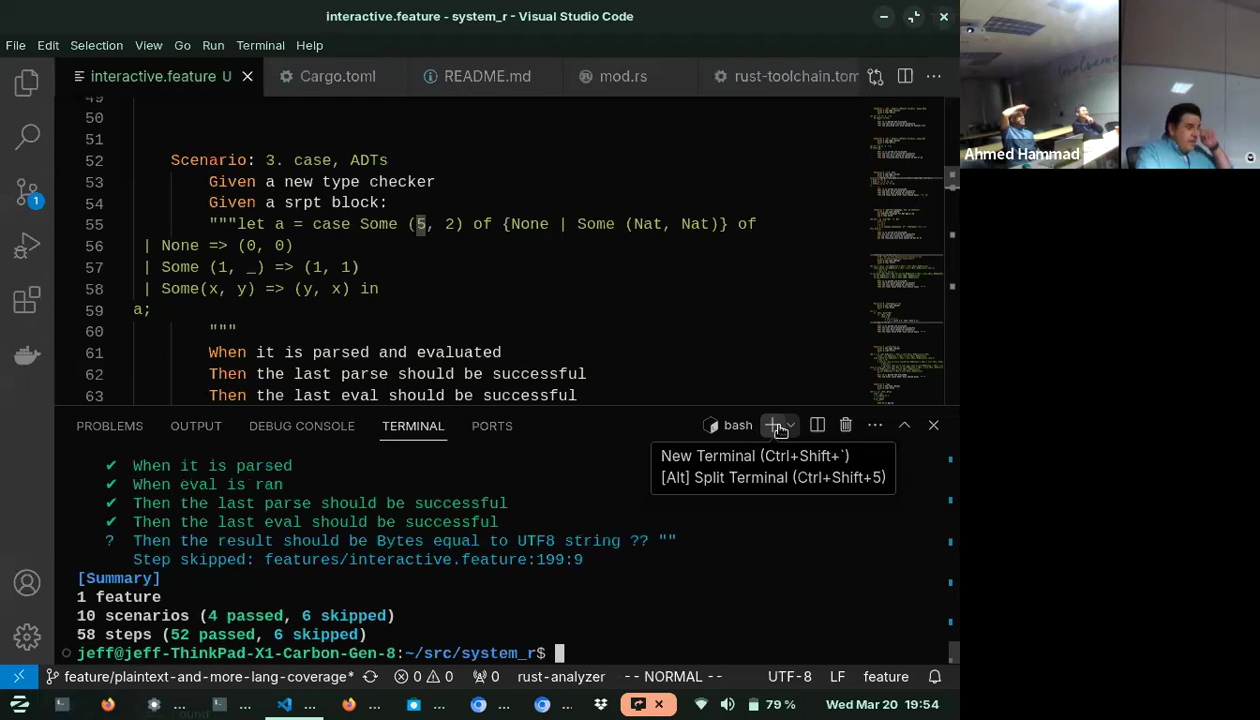 interactive.feature - system_r - Visual Studio Code
File Edit Selection View Go Run Terminal Help
interactive.feature U Cargo.toml README.md mod.rs rust-toolchain.tom
49
50
51
52 Scenario: 3. case, ADTs
53 Given a new type checker
54 Given a srpt block:
55 """let a = case Some (5, 2) of {None | Some (Nat, Nat)} of
56 | None => (0, 0)
57 | Some (1, _) => (1, 1)
58 | Some(x, y) => (y, x) in
59 a;
60 """
61 When it is parsed and evaluated
62 Then the last parse should be successful
63 Then the last eval should be successful
1
PROBLEMS OUTPUT DEBUG CONSOLE TERMINAL PORTS bash
New Terminal (Ctrl+Shift+`)
[Alt] Split Terminal (Ctrl+Shift+5)
✔ When it is parsed
✔ When eval is ran
✔ Then the last parse should be successful
✔ Then the last eval should be successful
? Then the result should be Bytes equal to UTF8 string ?? ""
Step skipped: features/interactive.feature:199:9
[Summary]
1 feature
10 scenarios (4 passed, 6 skipped)
58 steps (52 passed, 6 skipped)
jeff@jeff-ThinkPad-X1-Carbon-Gen-8:~/src/system_r$
feature/plaintext-and-more-lang-coverage* 0 0 0 rust-analyzer -- NORMAL -- UTF-8 LF feature
... ... ... ... ... ... ... 79 % Wed Mar 20 19:54
Ahmed Hammad